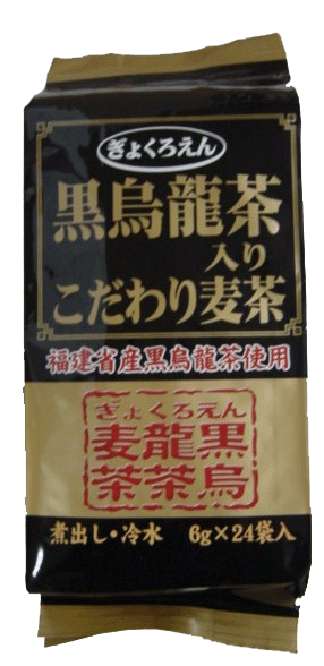 ぎょくろえん
黒烏龍茶
入り
こだわり麦茶
福建省産黒烏龍茶使用
ぎょくろえん
麦龍黒
茶茶烏
煮出し・冷水 6g×24袋入